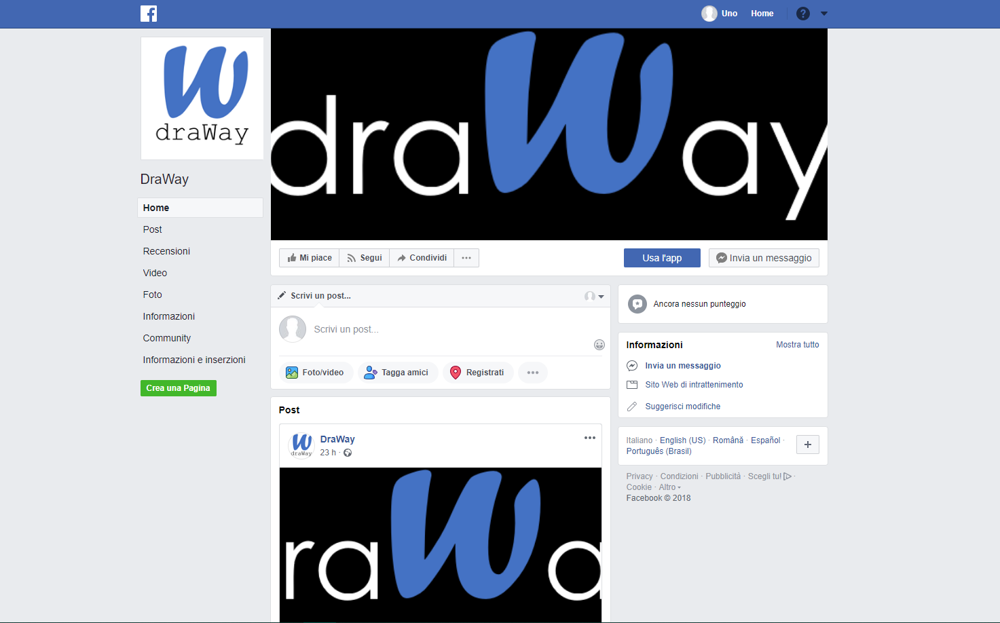 Uno Home
draWay
draWay
DraWay
Home
Post
Recensioni
Video
Foto
Informazioni
Community
Informazioni e inserzioni
Crea una Pagina
Mi piace Segui Condividi
Usa l'app Invia un messaggio
Scrivi un post...
Scrivi un post...
Foto/video Tagga amici Registrati
Post
DraWay
draWay
23 h ·
raWa
Ancora nessun punteggio
Informazioni Mostra tutto
Invia un messaggio
Sito Web di intrattenimento
Suggerisci modifiche
Italiano · English (US) · Română · Español ·
Português (Brasil)
Privacy · Condizioni · Pubblicità · Scegli tu! ·
Cookie · Altro
Facebook © 2018